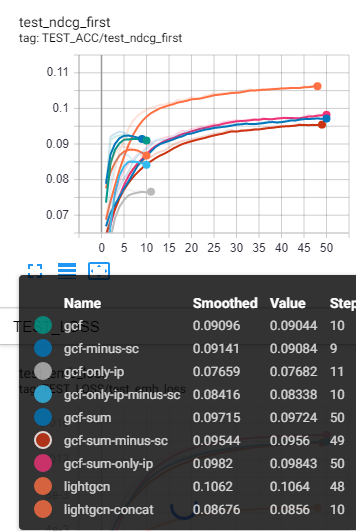 test_ndcg_first
tag: TEST_ACC/test_ndcg_first
0.11
0.1
0.09
0.08
0.07
0 5 10 15 20 25 30 35 40 45 50
Name Smoothed Value Step
gcf 0.09096 0.09044 10
gcf-minus-sc 0.09141 0.09084 9
gcf-only-ip 0.07659 0.07682 11
gcf-only-ip-minus-sc 0.08416 0.08338 10
gcf-sum 0.09715 0.09724 50
gcf-sum-minus-sc 0.09544 0.0956 49
gcf-sum-only-ip 0.0982 0.09843 50
lightgcn 0.1062 0.1064 48
lightgcn-concat 0.08676 0.0856 10
TEST_LOSS